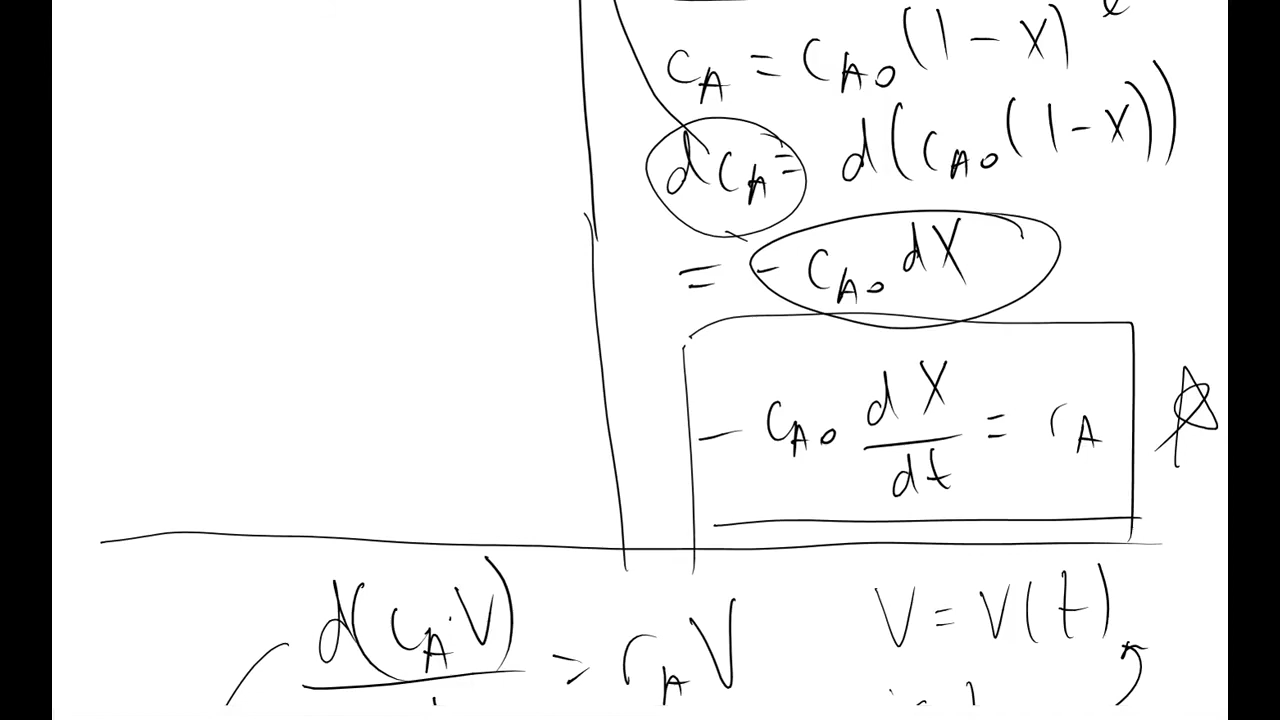 C_A = C_A0 (1 - X)
dC_A = d(C_A0 (1 - X))
= - C_A0 dX
- C_A0 dX/dt = r_A
d(C_A·V)
= r_A V
V = V(t)